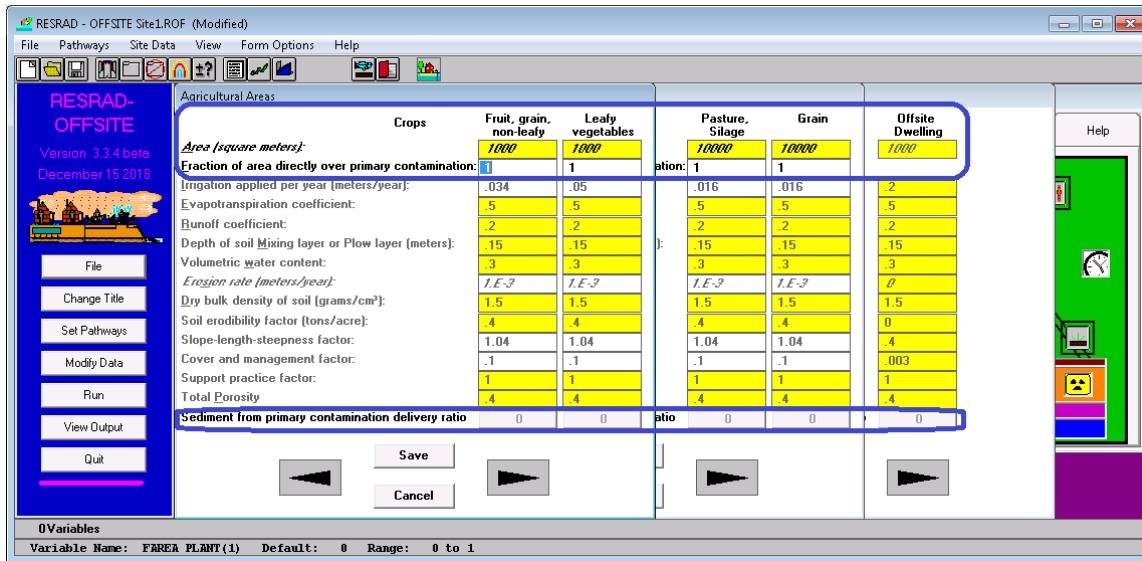 RESRAD - OFFSITE Site1.ROF (Modified)
File Pathways Site Data View Form Options Help
RESRAD-
OFFSITE
Version 3.3.4 beta
December 15 2018
File
Change Title
Set Pathways
Modify Data
Run
View Output
Quit
Agricultural Areas
Crops Fruit, grain, non-leafy Leafy vegetables Pasture, Silage Grain Offsite Dwelling
Area (square meters): 1000 1000 10000 10000 1000
Fraction of area directly over primary contamination: 1 1 ation: 1 1
Irrigation applied per year (meters/year): .034 .05 .016 .016 .2
Evapotranspiration coefficient: .5 .5 .5 .5 .5
Runoff coefficient: .2 .2 .2 .2 .2
Depth of soil Mixing layer or Plow layer (meters): .15 .15 ): .15 .15 .15
Volumetric water content: .3 .3 .3 .3 .3
Erosion rate (meters/year): 1.E-3 1.E-3 1.E-3 1.E-3 0
Dry bulk density of soil (grams/cm³): 1.5 1.5 1.5 1.5 1.5
Soil erodibility factor (tons/acre): .4 .4 .4 .4 0
Slope-length-steepness factor: 1.04 1.04 1.04 1.04 .4
Cover and management factor: .1 .1 .1 .1 .003
Support practice factor: 1 1 1 1 1
Total Porosity .4 .4 .4 .4 .4
Sediment from primary contamination delivery ratio 0 0 atio 0 0 0
Save
Cancel
Help
0Variables
Variable Name: FAREA PLANT(1) Default: 0 Range: 0 to 1